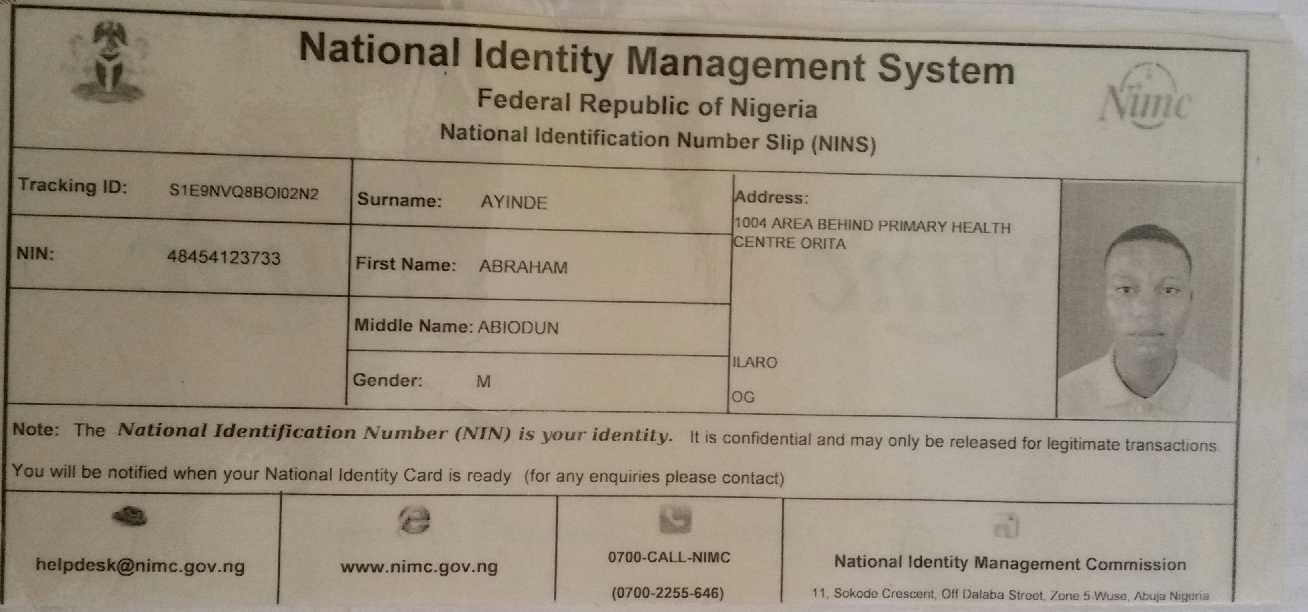 National Identity Management System
Federal Republic of Nigeria
National Identification Number Slip (NINS)
Nimc
Tracking ID: S1E9NVQ8BOI02N2
NIN: 48454123733
Surname: AYINDE
First Name: ABRAHAM
Middle Name: ABIODUN
Gender: M
Address:
1004 AREA BEHIND PRIMARY HEALTH
CENTRE ORITA
ILARO
OG
Note: The National Identification Number (NIN) is your identity. It is confidential and may only be released for legitimate transactions
You will be notified when your National Identity Card is ready (for any enquiries please contact)
helpdesk@nimc.gov.ng
www.nimc.gov.ng
0700-CALL-NIMC
(0700-2255-646)
National Identity Management Commission
11, Sokode Crescent, Off Dalaba Street, Zone 5 Wuse, Abuja Nigeria